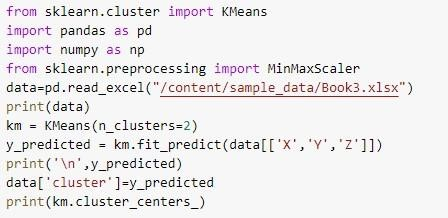 from sklearn.cluster import KMeans
import pandas as pd
import numpy as np
from sklearn.preprocessing import MinMaxScaler
data=pd.read_excel("/content/sample_data/Book3.xlsx")
print(data)
km = KMeans(n_clusters=2)
y_predicted = km.fit_predict(data[['X','Y','Z']])
print('\n',y_predicted)
data['cluster']=y_predicted
print(km.cluster_centers_)